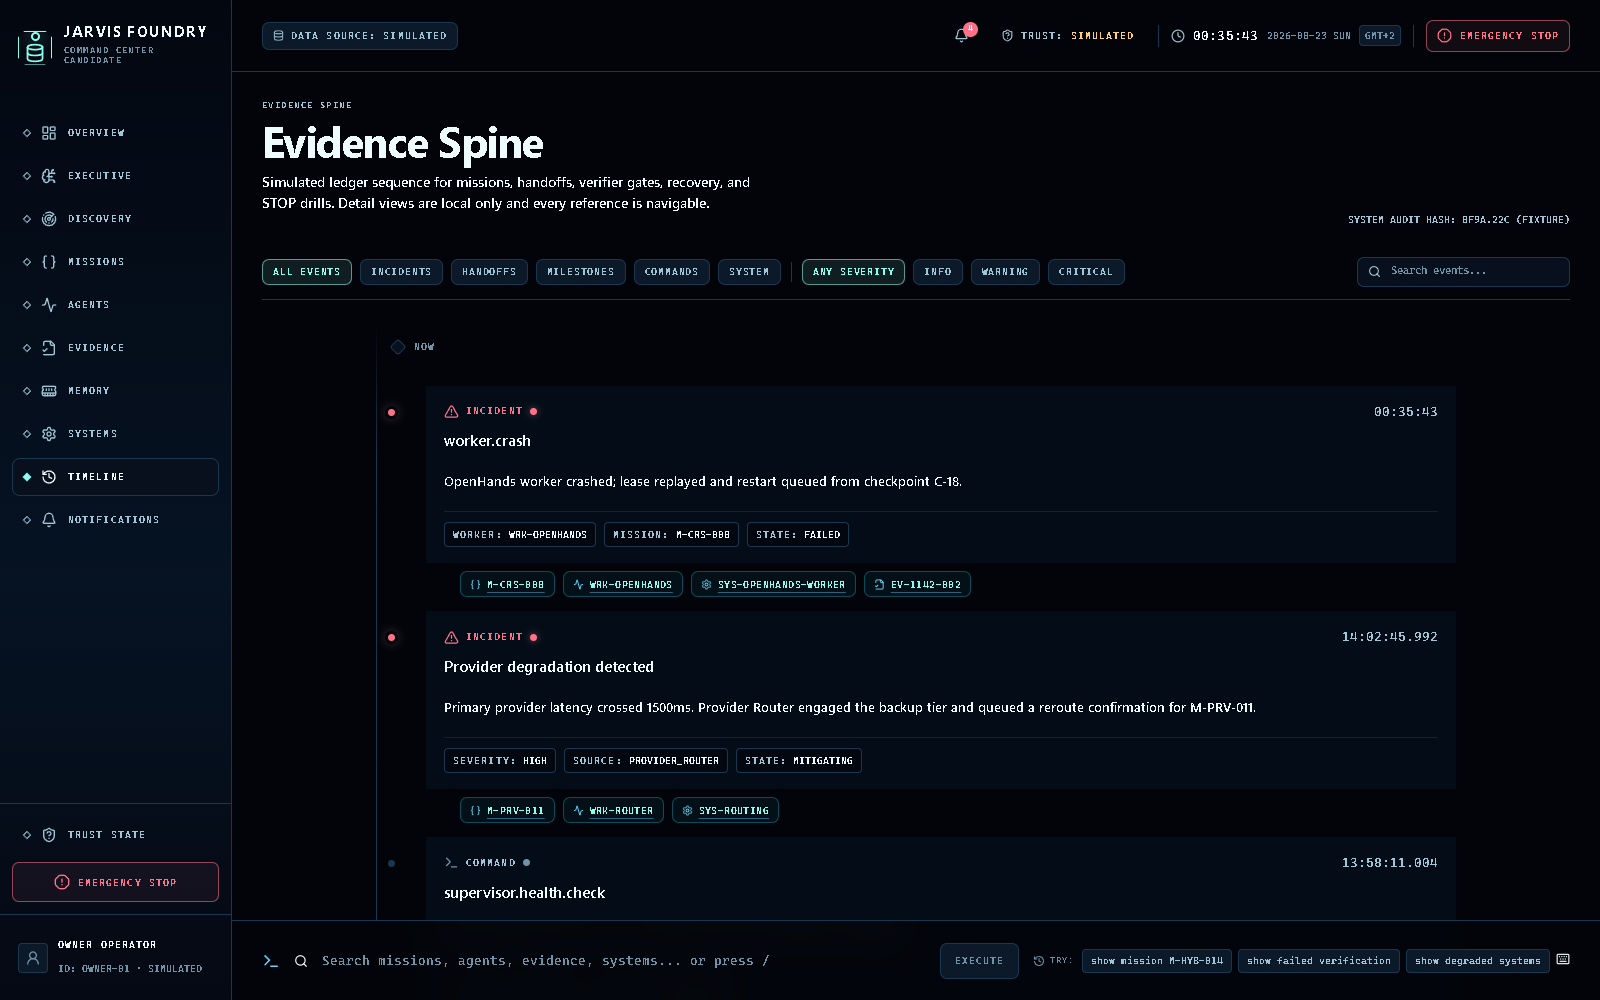 JARVIS FOUNDRY
COMMAND CENTER
CANDIDATE
OVERVIEW
EXECUTIVE
DISCOVERY
MISSIONS
AGENTS
EVIDENCE
MEMORY
SYSTEMS
TIMELINE
NOTIFICATIONS
TRUST STATE
EMERGENCY STOP
OWNER OPERATOR
ID: OWNER-01 • SIMULATED
DATA SOURCE: SIMULATED
4
TRUST: SIMULATED
00:35:43 2026-08-23 SUN GMT+2
EMERGENCY STOP
EVIDENCE SPINE
Evidence Spine
Simulated ledger sequence for missions, handoffs, verifier gates, recovery, and
STOP drills. Detail views are local only and every reference is navigable.
SYSTEM AUDIT HASH: 8F9A.22C (FIXTURE)
ALL EVENTS INCIDENTS HANDOFFS MILESTONES COMMANDS SYSTEM ANY SEVERITY INFO WARNING CRITICAL Search events...
NOW
INCIDENT 00:35:43
worker.crash
OpenHands worker crashed; lease replayed and restart queued from checkpoint C-18.
WORKER: WRK-OPENHANDS MISSION: M-CRS-008 STATE: FAILED
M-CRS-008 WRK-OPENHANDS SYS-OPENHANDS-WORKER EV-1142-002
INCIDENT 14:02:45.992
Provider degradation detected
Primary provider latency crossed 1500ms. Provider Router engaged the backup tier and queued a reroute confirmation for M-PRV-011.
SEVERITY: HIGH SOURCE: PROVIDER_ROUTER STATE: MITIGATING
M-PRV-011 WRK-ROUTER SYS-ROUTING
COMMAND 13:58:11.004
supervisor.health.check
Search missions, agents, evidence, systems... or press /
EXECUTE
TRY: show mission M-HYB-014 show failed verification show degraded systems